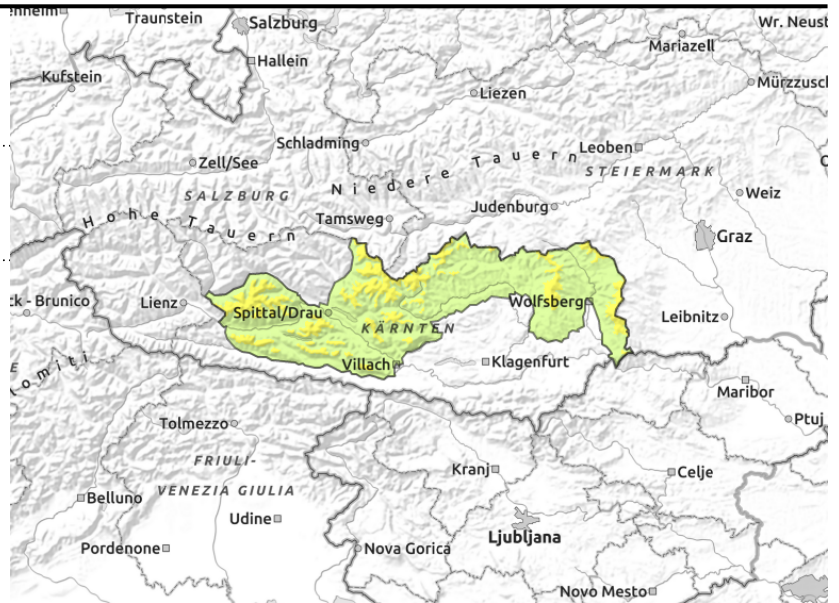 Traunstein
Salzburg
Wr. Neust
Mariazell
Hallein
Kufstein
Liezen
Mürzzusch
Schladming
Leoben
Zell/See
Niedere Tauern
STEIERMARK
SALZBURG
Weiz
Judenburg
Tamsweg
Hohe Tauern
Graz
ck - Brunico
Lienz
Wolfsberg
Spittal/Drau
Leibnitz
KÄRNTEN
Villach
Klagenfurt
lomiti
Maribor
Ptuj
Tolmezzo
FRIULI-
VENEZIA GIULIA
Kranj
Celje
Belluno
Udine
Ljubljana
Pordenone
Nova Gorica
Novo Mesto